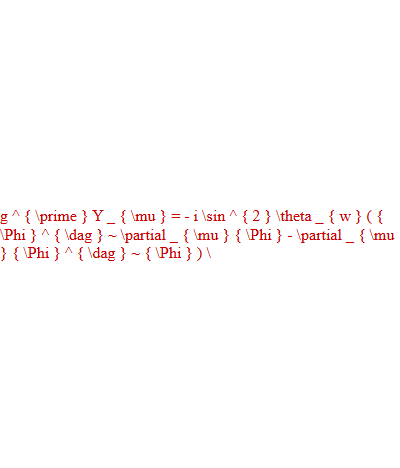 g ^ { \prime } Y _ { \mu } = - i \sin ^ { 2 } \theta _ { w } ( {
\Phi } ^ { \dag } ~ \partial _ { \mu } { \Phi } - \partial _ { \mu
} { \Phi } ^ { \dag } ~ { \Phi } ) \